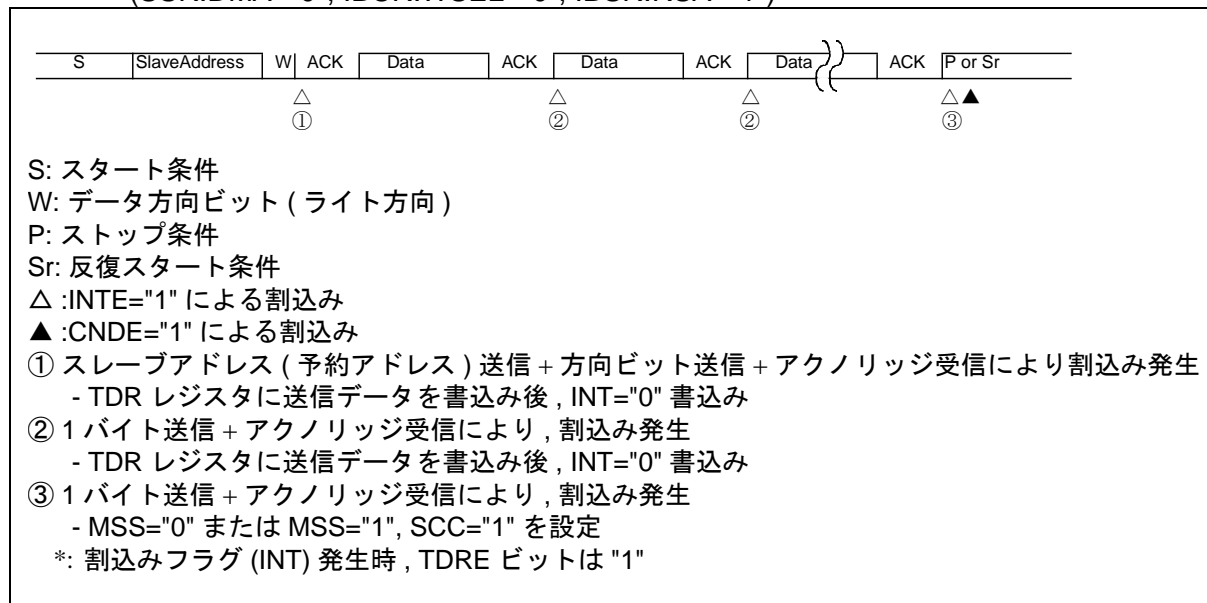 S SlaveAddress W ACK Data ACK Data ACK Data ACK P or Sr
△ △ △ △▲
① ② ② ③
S: スタート条件
W: データ方向ビット ( ライト方向 )
P: ストップ条件
Sr: 反復スタート条件
△ :INTE="1" による割込み
▲ :CNDE="1" による割込み
① スレーブアドレス ( 予約アドレス ) 送信 + 方向ビット送信 + アクノリッジ受信により割込み発生
- TDR レジスタに送信データを書込み後 , INT="0" 書込み
② 1 バイト送信 + アクノリッジ受信により , 割込み発生
- TDR レジスタに送信データを書込み後 , INT="0" 書込み
③ 1 バイト送信 + アクノリッジ受信により , 割込み発生
- MSS="0" または MSS="1", SCC="1" を設定
*: 割込みフラグ (INT) 発生時 , TDRE ビットは "1"